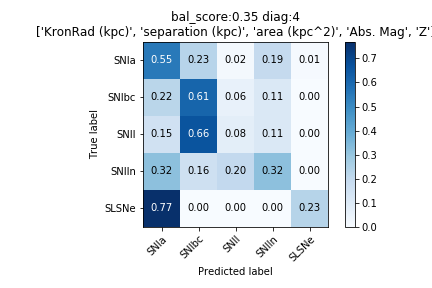 bal_score:0.35 diag:4
['KronRad (kpc)', 'separation (kpc)', 'area (kpc^2)', 'Abs. Mag', 'Z']
SNIa 0.55 0.23 0.02 0.19 0.01
SNIbc 0.22 0.61 0.06 0.11 0.00
SNII 0.15 0.66 0.08 0.11 0.00
SNIIn 0.32 0.16 0.20 0.32 0.00
SLSNe 0.77 0.00 0.00 0.00 0.23
SNIa SNIbc SNII SNIIn SLSNe
True label
Predicted label
0.7
0.6
0.5
0.4
0.3
0.2
0.1
0.0